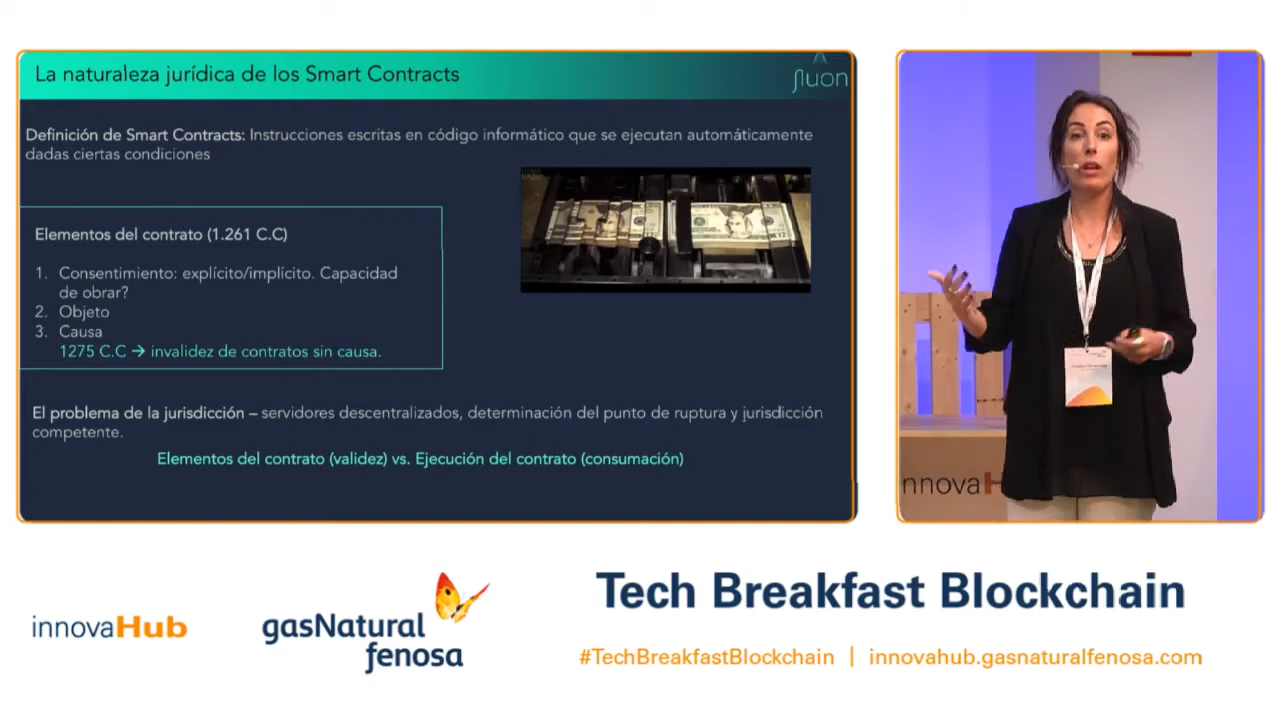 La naturaleza jurídica de los Smart Contracts
fluon
Definición de Smart Contracts: Instrucciones escritas en código informático que se ejecutan automáticamente
dadas ciertas condiciones
Elementos del contrato (1.261 C.C)
1. Consentimiento: explícito/implícito. Capacidad
de obrar?
2. Objeto
3. Causa
1275 C.C → invalidez de contratos sin causa.
El problema de la jurisdicción – servidores descentralizados, determinación del punto de ruptura y jurisdicción
competente.
Elementos del contrato (validez) vs. Ejecución del contrato (consumación)
nnovaH
innovaHub
gasNatural
fenosa
Tech Breakfast Blockchain
#TechBreakfastBlockchain | innovahub.gasnaturalfenosa.com